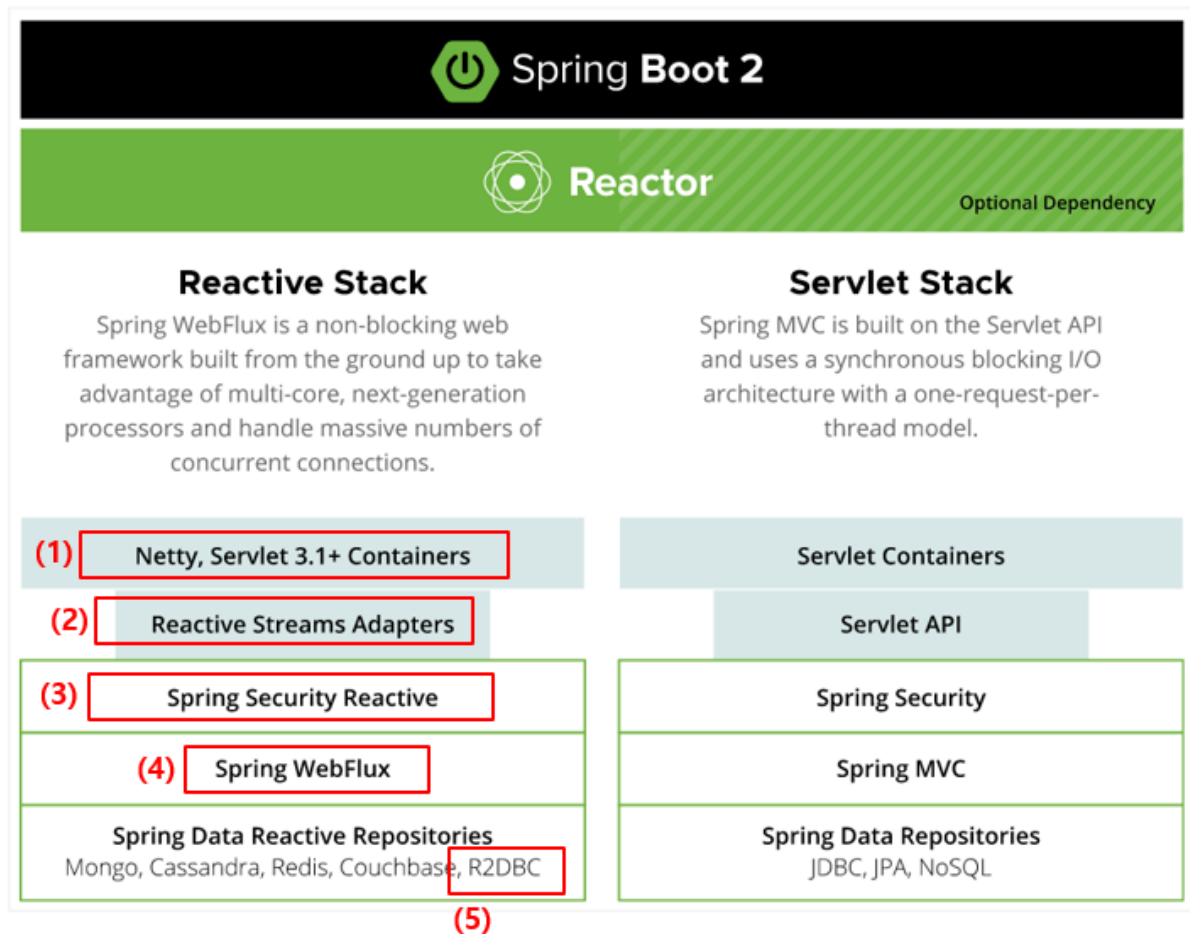 Spring Boot 2
Reactor
Optional Dependency
Reactive Stack
Spring WebFlux is a non-blocking web
framework built from the ground up to take
advantage of multi-core, next-generation
processors and handle massive numbers of
concurrent connections.
Servlet Stack
Spring MVC is built on the Servlet API
and uses a synchronous blocking I/O
architecture with a one-request-per-
thread model.
(1) Netty, Servlet 3.1+ Containers
Servlet Containers
(2) Reactive Streams Adapters
Servlet API
(3) Spring Security Reactive
Spring Security
(4) Spring WebFlux
Spring MVC
Spring Data Reactive Repositories
Mongo, Cassandra, Redis, Couchbase, R2DBC
(5)
Spring Data Repositories
JDBC, JPA, NoSQL